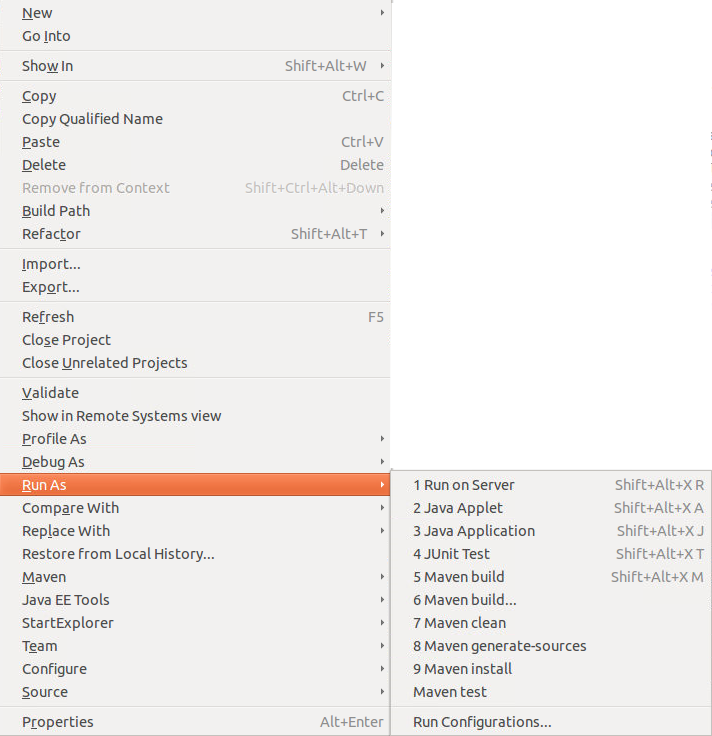 New
Go Into
Show In Shift+Alt+W
Copy Ctrl+C
Copy Qualified Name
Paste Ctrl+V
Delete Delete
Remove from Context Shift+Ctrl+Alt+Down
Build Path
Refactor Shift+Alt+T
Import...
Export...
Refresh F5
Close Project
Close Unrelated Projects
Validate
Show in Remote Systems view
Profile As
Debug As
Run As
Compare With
Replace With
Restore from Local History...
Maven
Java EE Tools
StartExplorer
Team
Configure
Source
Properties Alt+Enter
1 Run on Server Shift+Alt+X R
2 Java Applet Shift+Alt+X A
3 Java Application Shift+Alt+X J
4 JUnit Test Shift+Alt+X T
5 Maven build Shift+Alt+X M
6 Maven build...
7 Maven clean
8 Maven generate-sources
9 Maven install
Maven test
Run Configurations...